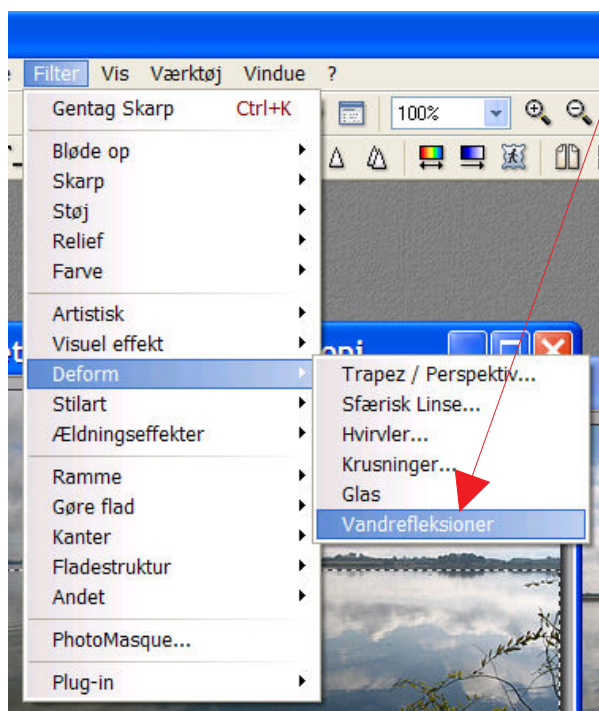 Filter Vis Værktøj Vindue ?
Gentag Skarp Ctrl+K
100%
Bløde op
Skarp
Støj
Relief
Farve
Artistisk
Visuel effekt
Deform
Stilart
Ældningseffekter
Ramme
Gøre flad
Kanter
Fladestruktur
Andet
PhotoMasque...
Plug-in
Trapez / Perspektiv...
Sfærisk Linse...
Hvirvler...
Krusninger...
Glas
Vandrefleksioner